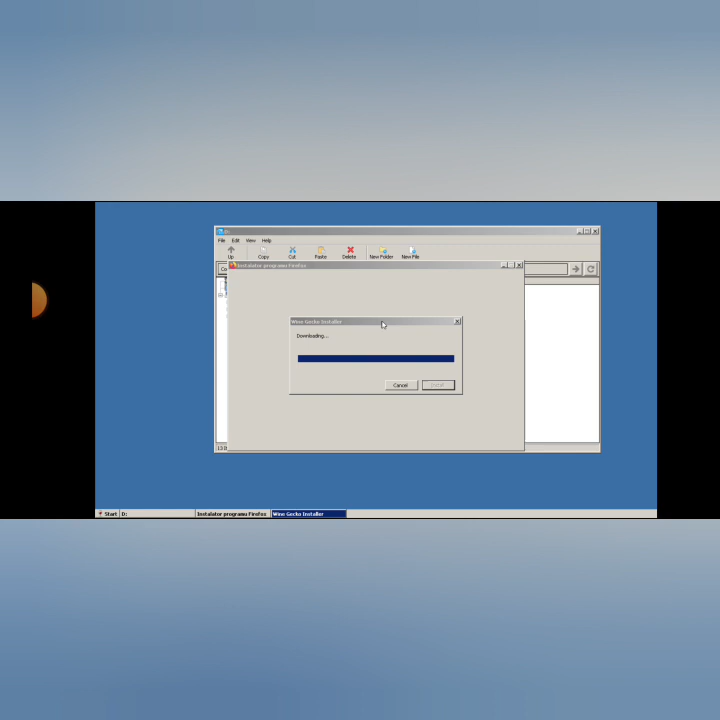 D:
File Edit View Help
Up Copy Cut Paste Delete New Folder New File
Instalator programu Firefox
Wine Gecko Installer
Downloading...
Cancel Install
Start D: Instalator programu Firefox Wine Gecko Installer